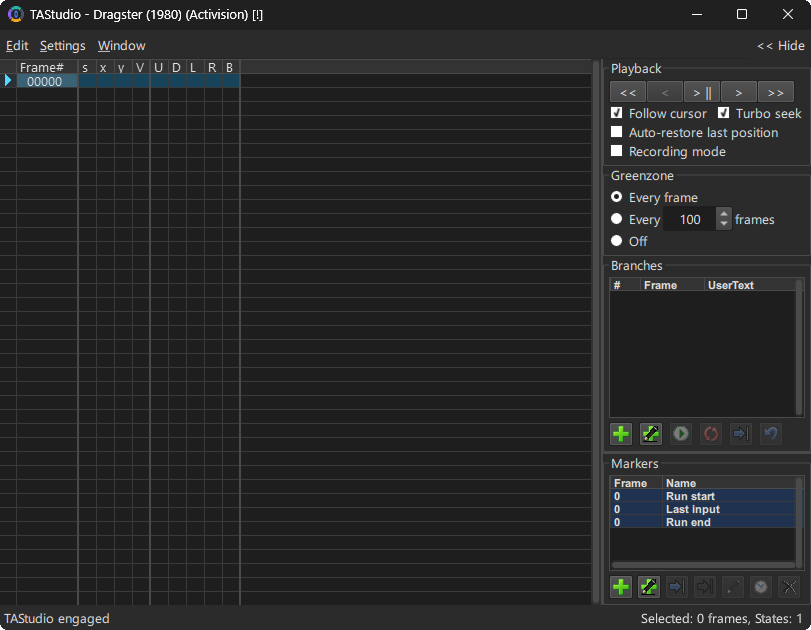 TAStudio - Dragster (1980) (Activision) [!]
Edit Settings Window << Hide
Frame# s x y V U D L R B
00000
Playback
<< < > || > >>
Follow cursor Turbo seek
Auto-restore last position
Recording mode
Greenzone
Every frame
Every 100 frames
Off
Branches
# Frame UserText
Markers
Frame Name
0 Run start
0 Last input
0 Run end
TAStudio engaged Selected: 0 frames, States: 1